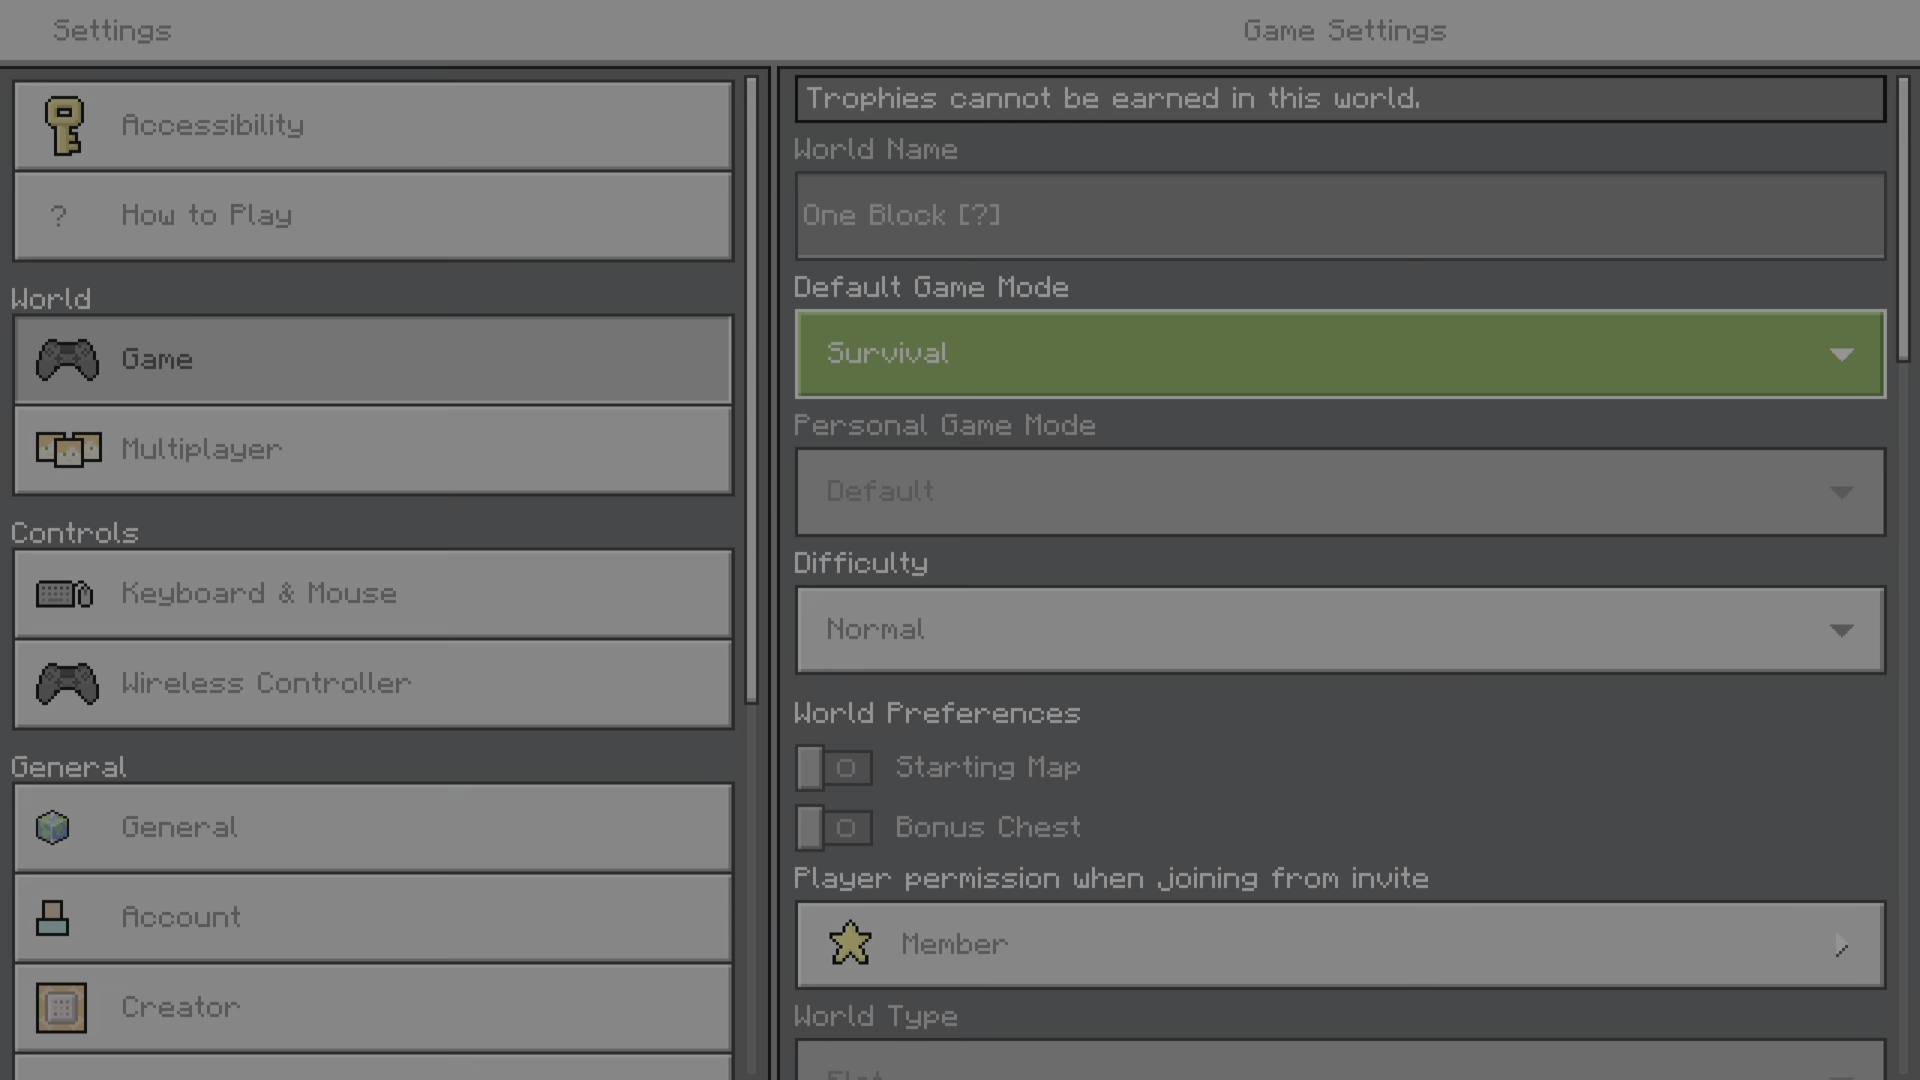 Settings
Game Settings
Accessibility
? How to Play
World
Game
Multiplayer
Controls
Keyboard & Mouse
Wireless Controller
General
General
Account
Creator
Trophies cannot be earned in this world.
World Name
One Block [?]
Default Game Mode
Survival
Personal Game Mode
Default
Difficulty
Normal
World Preferences
Starting Map
Bonus Chest
Player permission when joining from invite
Member
World Type
Flat